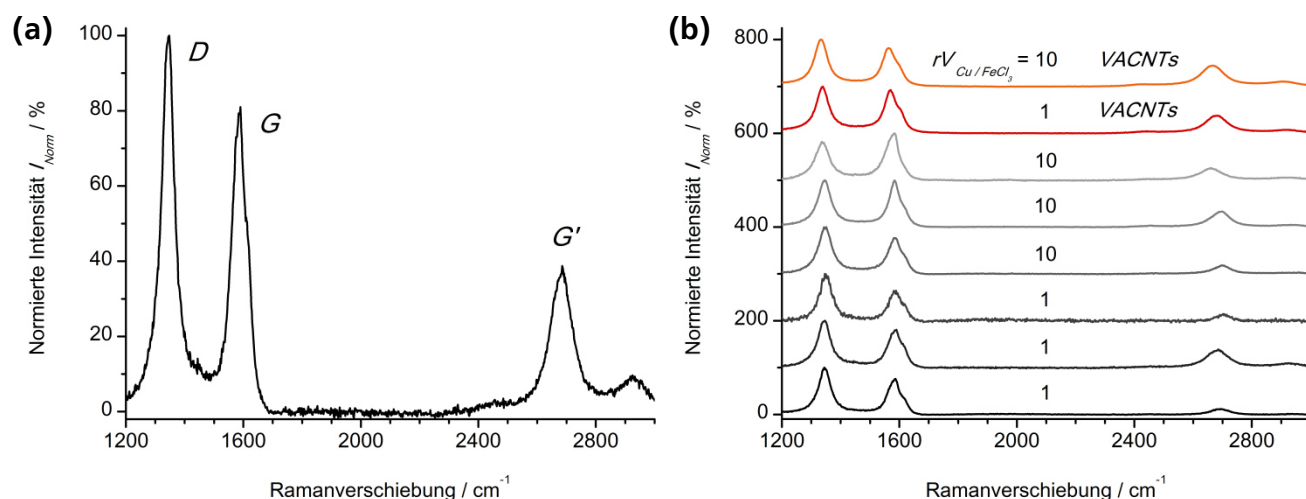 (a)
100
80
60
40
20
0
Normierte Intensität I_Norm / %
D
G
G'
1200 1600 2000 2400 2800
Ramanverschiebung / cm⁻¹
(b)
800
600
400
200
0
Normierte Intensität I_Norm / %
rV_Cu / FeCl₃ = 10 VACNTs
1 VACNTs
10
10
10
1
1
1
1200 1600 2000 2400 2800
Ramanverschiebung / cm⁻¹